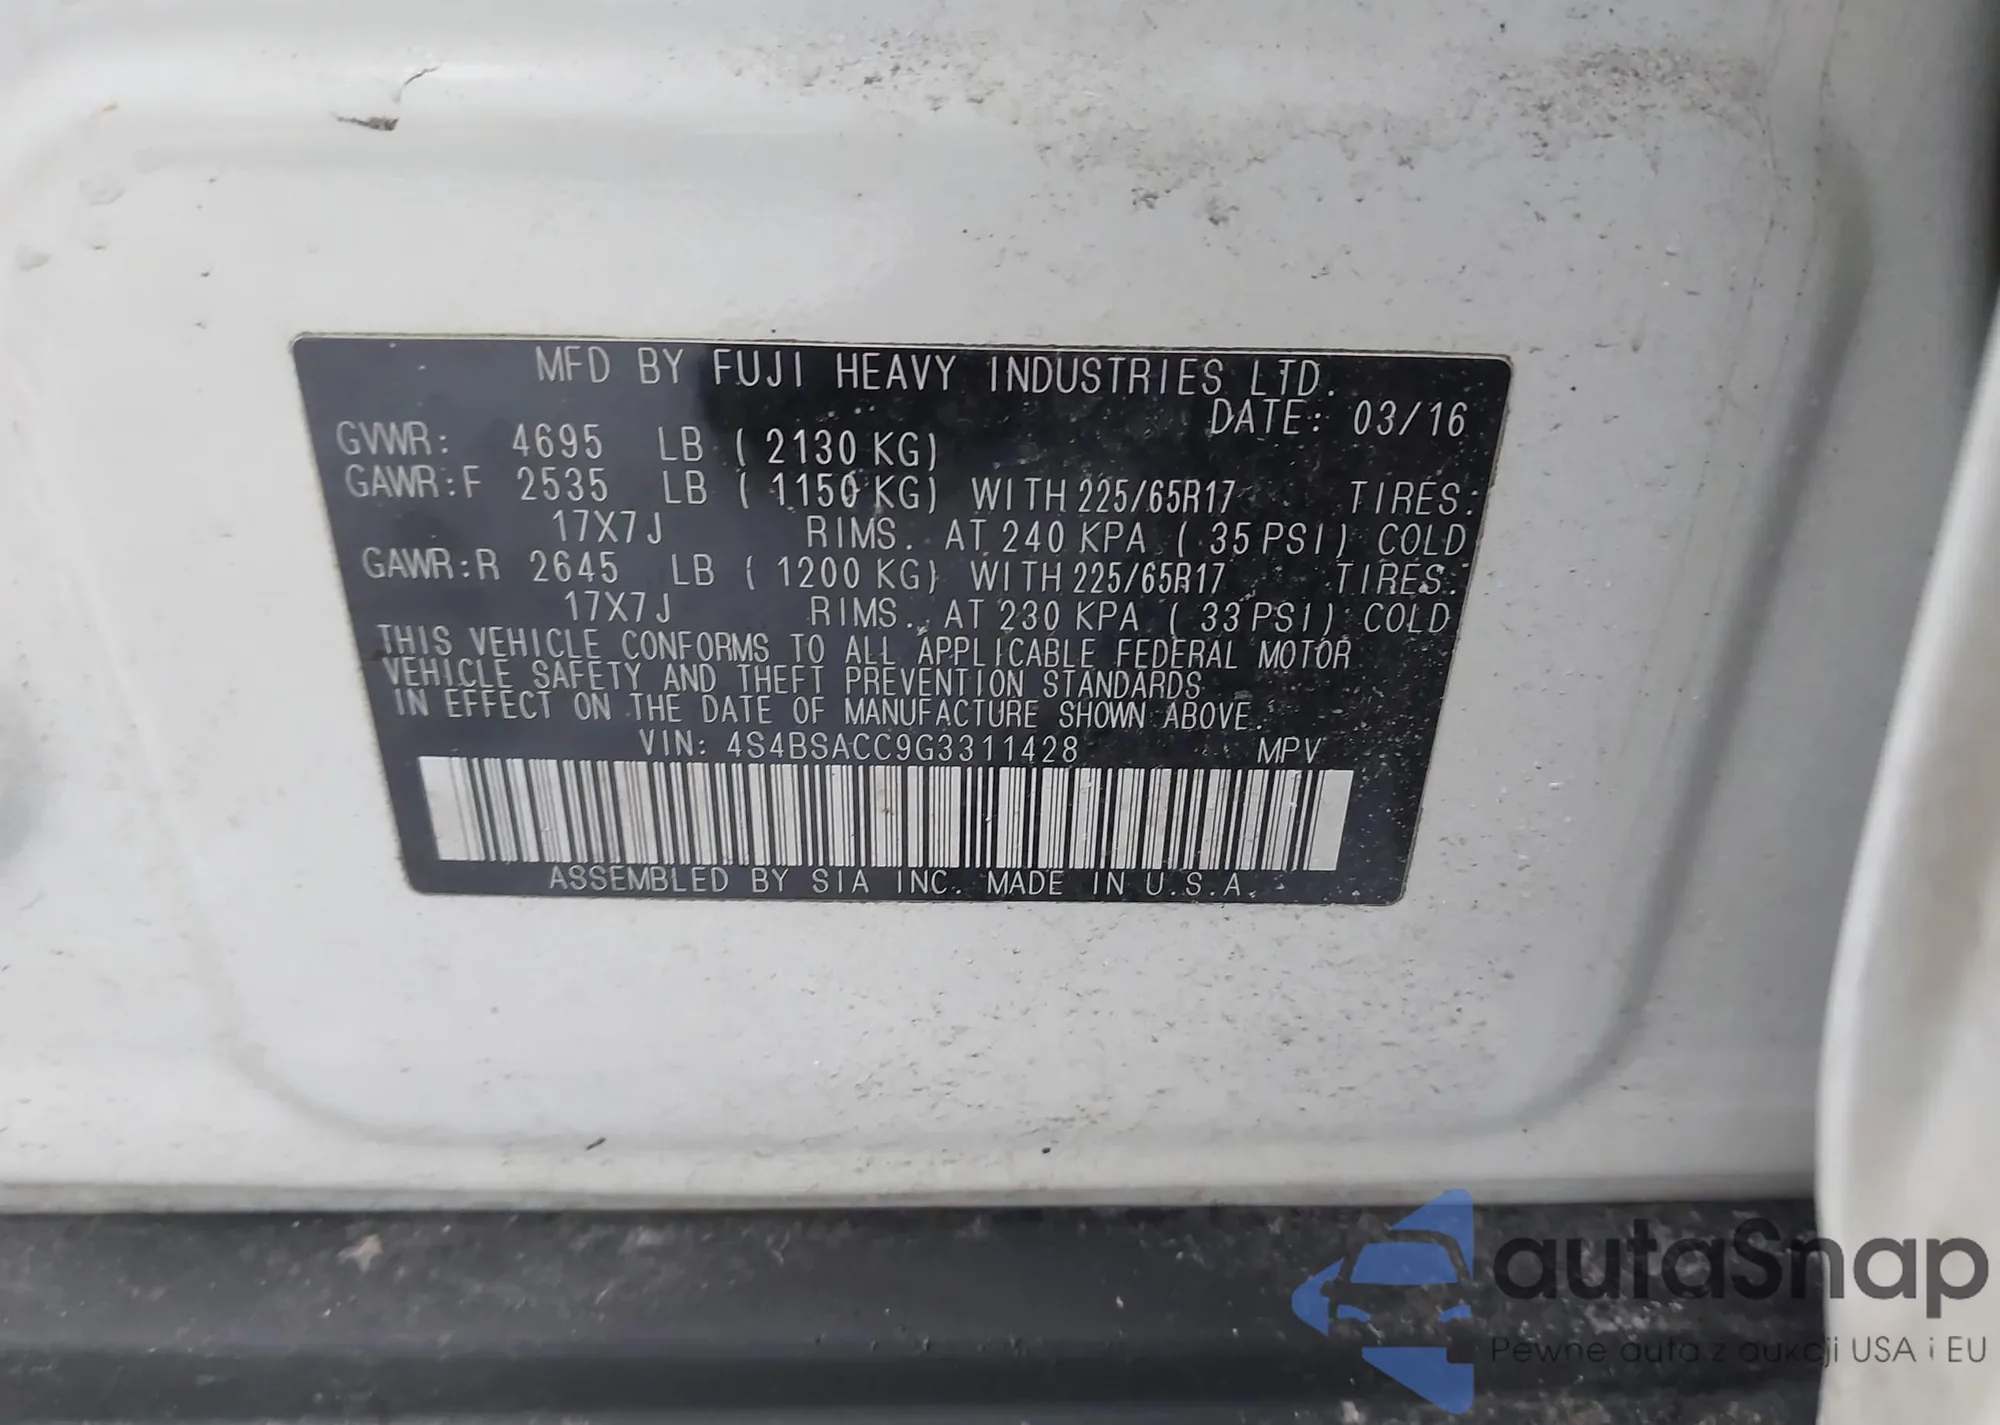 MFD BY FUJI HEAVY INDUSTRIES LTD.
DATE: 03/16
GVWR: 4695 LB (2130 KG)
GAWR:F 2535 LB (1150 KG) WITH 225/65R17 TIRES:
17X7J RIMS. AT 240 KPA (35 PSI) COLD
GAWR:R 2645 LB (1200 KG) WITH 225/65R17 TIRES:
17X7J RIMS. AT 230 KPA (33 PSI) COLD
THIS VEHICLE CONFORMS TO ALL APPLICABLE FEDERAL MOTOR
VEHICLE SAFETY AND THEFT PREVENTION STANDARDS
IN EFFECT ON THE DATE OF MANUFACTURE SHOWN ABOVE.
VIN: 4S4BSACC9G3311428 MPV
ASSEMBLED BY SIA INC. MADE IN U.S.A.
autaSnap
Pewne auta z aukcji USA i EU